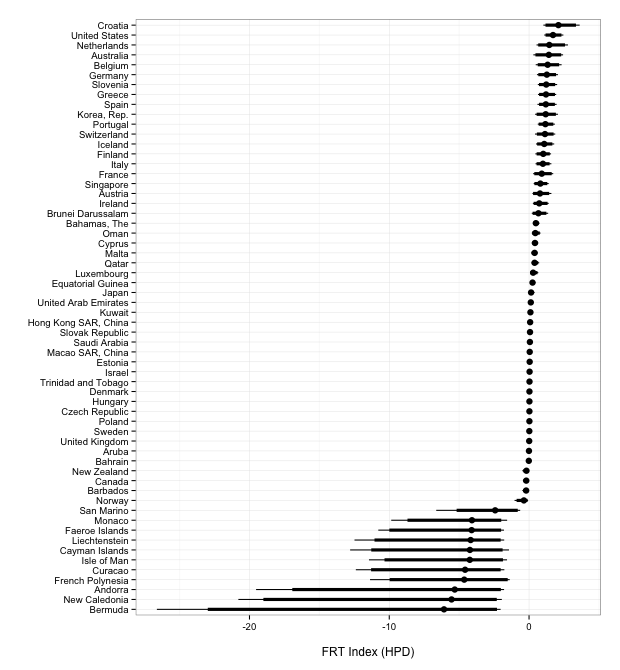 Croatia
United States
Netherlands
Australia
Belgium
Germany
Slovenia
Greece
Spain
Korea, Rep.
Portugal
Switzerland
Iceland
Finland
Italy
France
Singapore
Austria
Ireland
Brunei Darussalam
Bahamas, The
Oman
Cyprus
Malta
Qatar
Luxembourg
Equatorial Guinea
Japan
United Arab Emirates
Kuwait
Hong Kong SAR, China
Slovak Republic
Saudi Arabia
Macao SAR, China
Estonia
Israel
Trinidad and Tobago
Denmark
Hungary
Czech Republic
Poland
Sweden
United Kingdom
Aruba
Bahrain
New Zealand
Canada
Barbados
Norway
San Marino
Monaco
Faeroe Islands
Liechtenstein
Cayman Islands
Isle of Man
Curacao
French Polynesia
Andorra
New Caledonia
Bermuda
-20 -10 0
FRT Index (HPD)